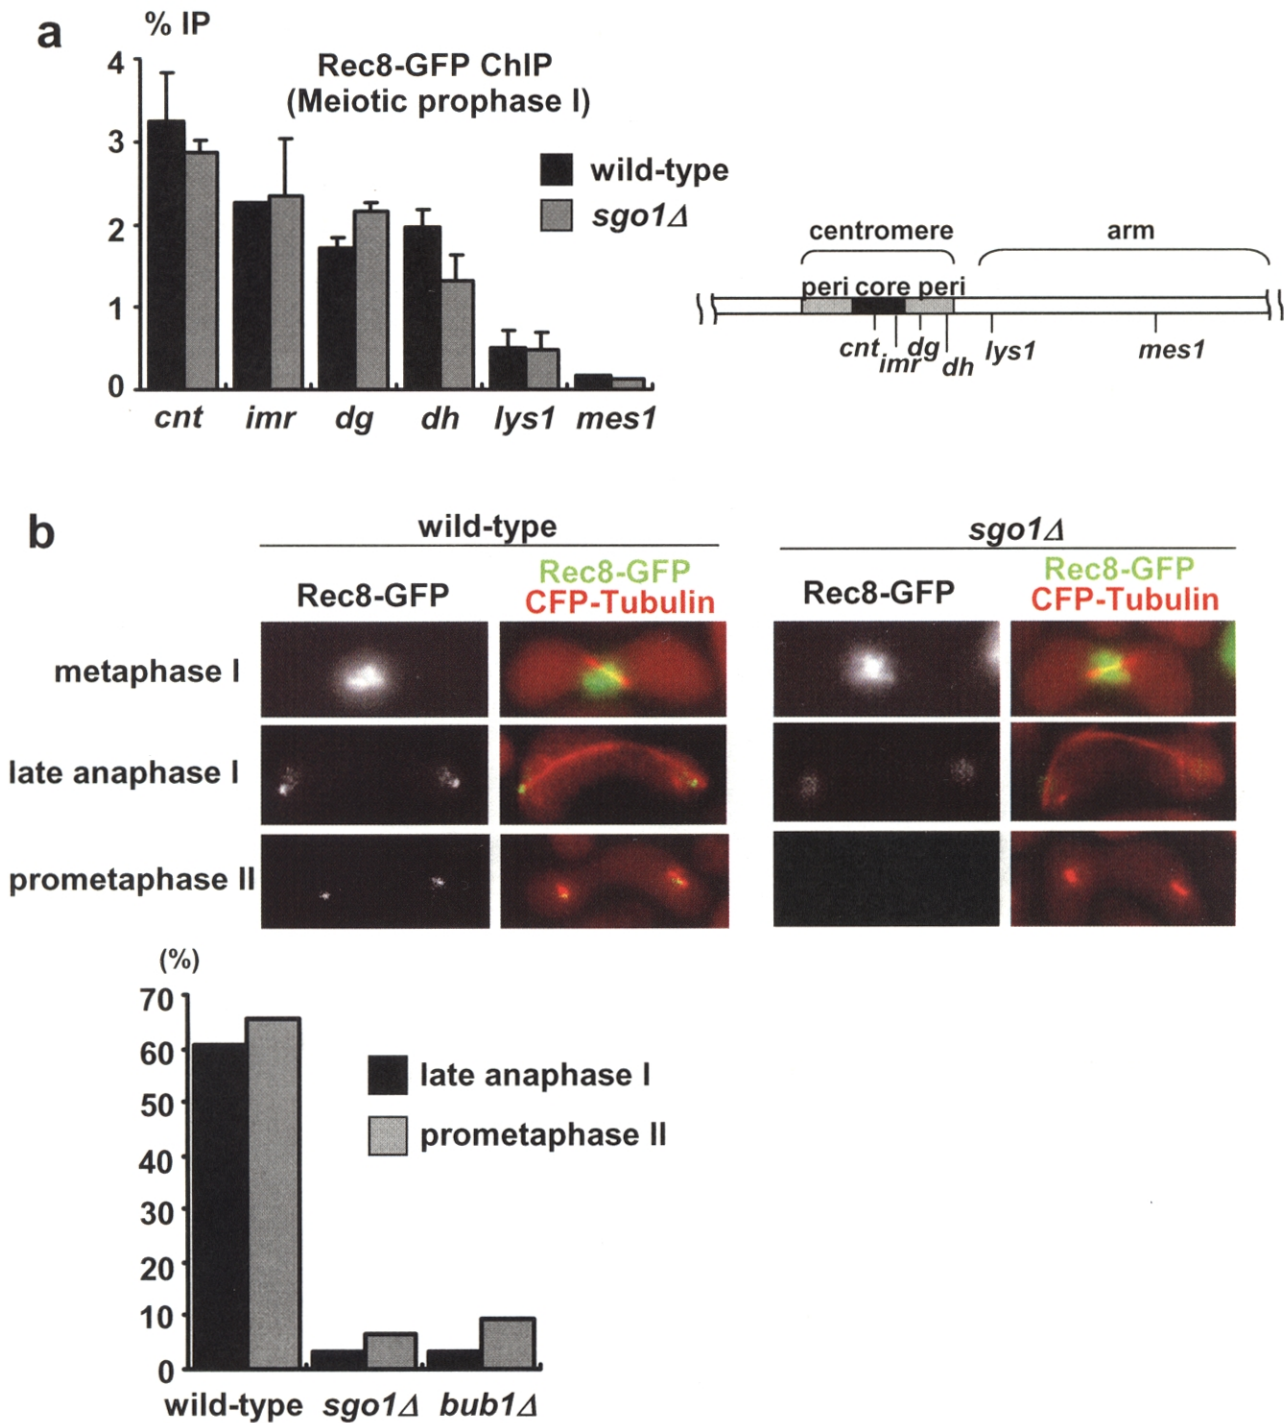 a
% IP
4
3
2
1
0
Rec8-GFP ChIP
(Meiotic prophase I)
wild-type
sgo1Δ
cnt imr dg dh lys1 mes1
centromere arm
peri core peri
cnt imr dg dh lys1 mes1
b
wild-type sgo1Δ
Rec8-GFP Rec8-GFP CFP-Tubulin Rec8-GFP Rec8-GFP CFP-Tubulin
metaphase I
late anaphase I
prometaphase II
(%)
70
60
50
40
30
20
10
0
late anaphase I
prometaphase II
wild-type sgo1Δ bub1Δ